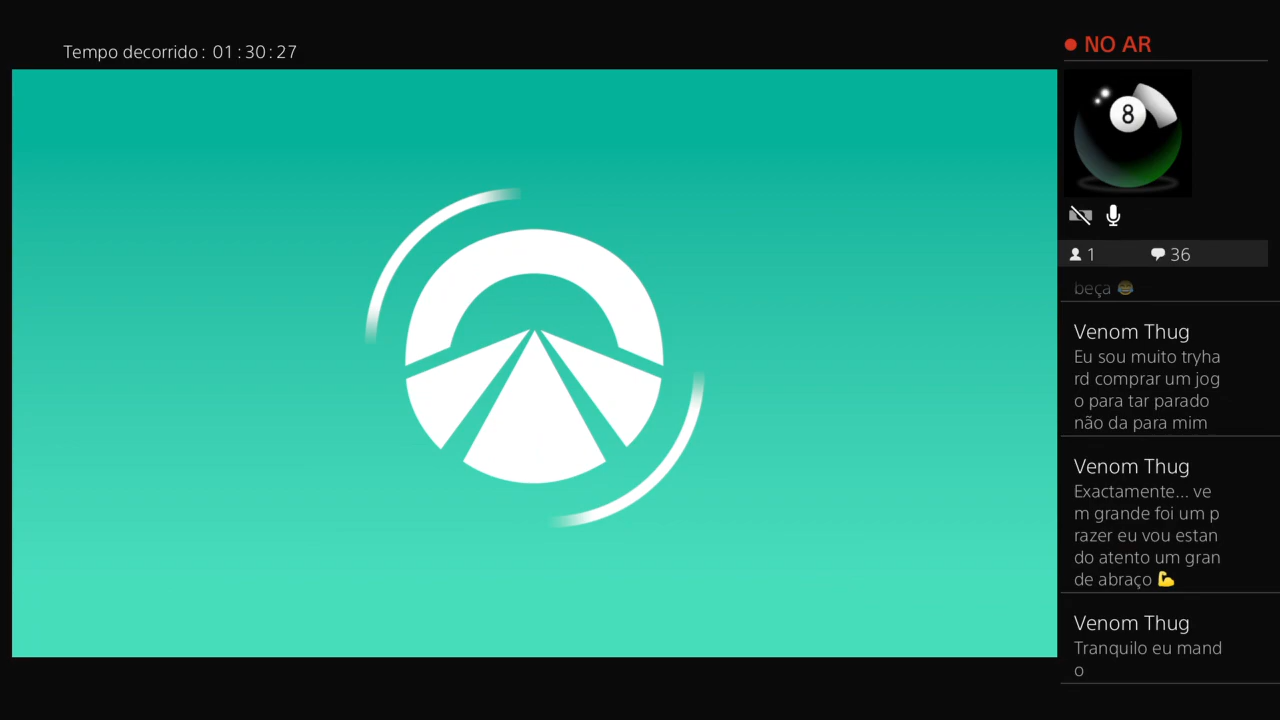 Tempo decorrido: 01:30:27
NO AR
8
1 36
beça 😂
Venom Thug
Eu sou muito tryha
rd comprar um jog
o para tar parado
não da para mim
Venom Thug
Exactamente... ve
m grande foi um p
razer eu vou estan
do atento um gran
de abraço 💪
Venom Thug
Tranquilo eu mand
o